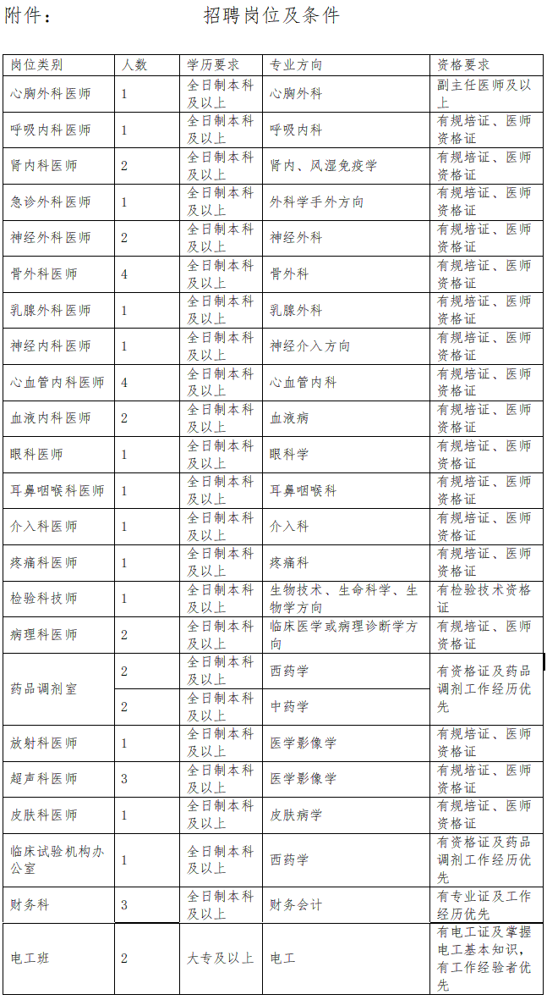 附件： 招聘岗位及条件
岗位类别 人数 学历要求 专业方向 资格要求
心胸外科医师 1 全日制本科及以上 心胸外科 副主任医师及以上
呼吸内科医师 1 全日制本科及以上 呼吸内科 有规培证、医师资格证
肾内科医师 2 全日制本科及以上 肾内、风湿免疫学 有规培证、医师资格证
急诊外科医师 1 全日制本科及以上 外科学手外方向 有规培证、医师资格证
神经外科医师 2 全日制本科及以上 神经外科 有规培证、医师资格证
骨外科医师 4 全日制本科及以上 骨外科 有规培证、医师资格证
乳腺外科医师 1 全日制本科及以上 乳腺外科 有规培证、医师资格证
神经内科医师 1 全日制本科及以上 神经介入方向 有规培证、医师资格证
心血管内科医师 4 全日制本科及以上 心血管内科 有规培证、医师资格证
血液内科医师 2 全日制本科及以上 血液病 有规培证、医师资格证
眼科医师 1 全日制本科及以上 眼科学 有规培证、医师资格证
耳鼻咽喉科医师 1 全日制本科及以上 耳鼻咽喉科 有规培证、医师资格证
介入科医师 1 全日制本科及以上 介入科 有规培证、医师资格证
疼痛科医师 1 全日制本科及以上 疼痛科 有规培证、医师资格证
检验科技师 1 全日制本科及以上 生物技术、生命科学、生物学方向 有检验技术资格证
病理科医师 2 全日制本科及以上 临床医学或病理诊断学方向 有规培证、医师资格证
药品调剂室 2 全日制本科及以上 西药学 有资格证及药品调剂工作经历优先
2 全日制本科及以上 中药学
放射科医师 1 全日制本科及以上 医学影像学 有规培证、医师资格证
超声科医师 3 全日制本科及以上 医学影像学 有规培证、医师资格证
皮肤科医师 1 全日制本科及以上 皮肤病学 有规培证、医师资格证
临床试验机构办公室 1 全日制本科及以上 西药学 有资格证及药品调剂工作经历优先
财务科 3 全日制本科及以上 财务会计 有专业证及工作经历优先
电工班 2 大专及以上 电工 有电工证及掌握电工基本知识，有工作经验者优先